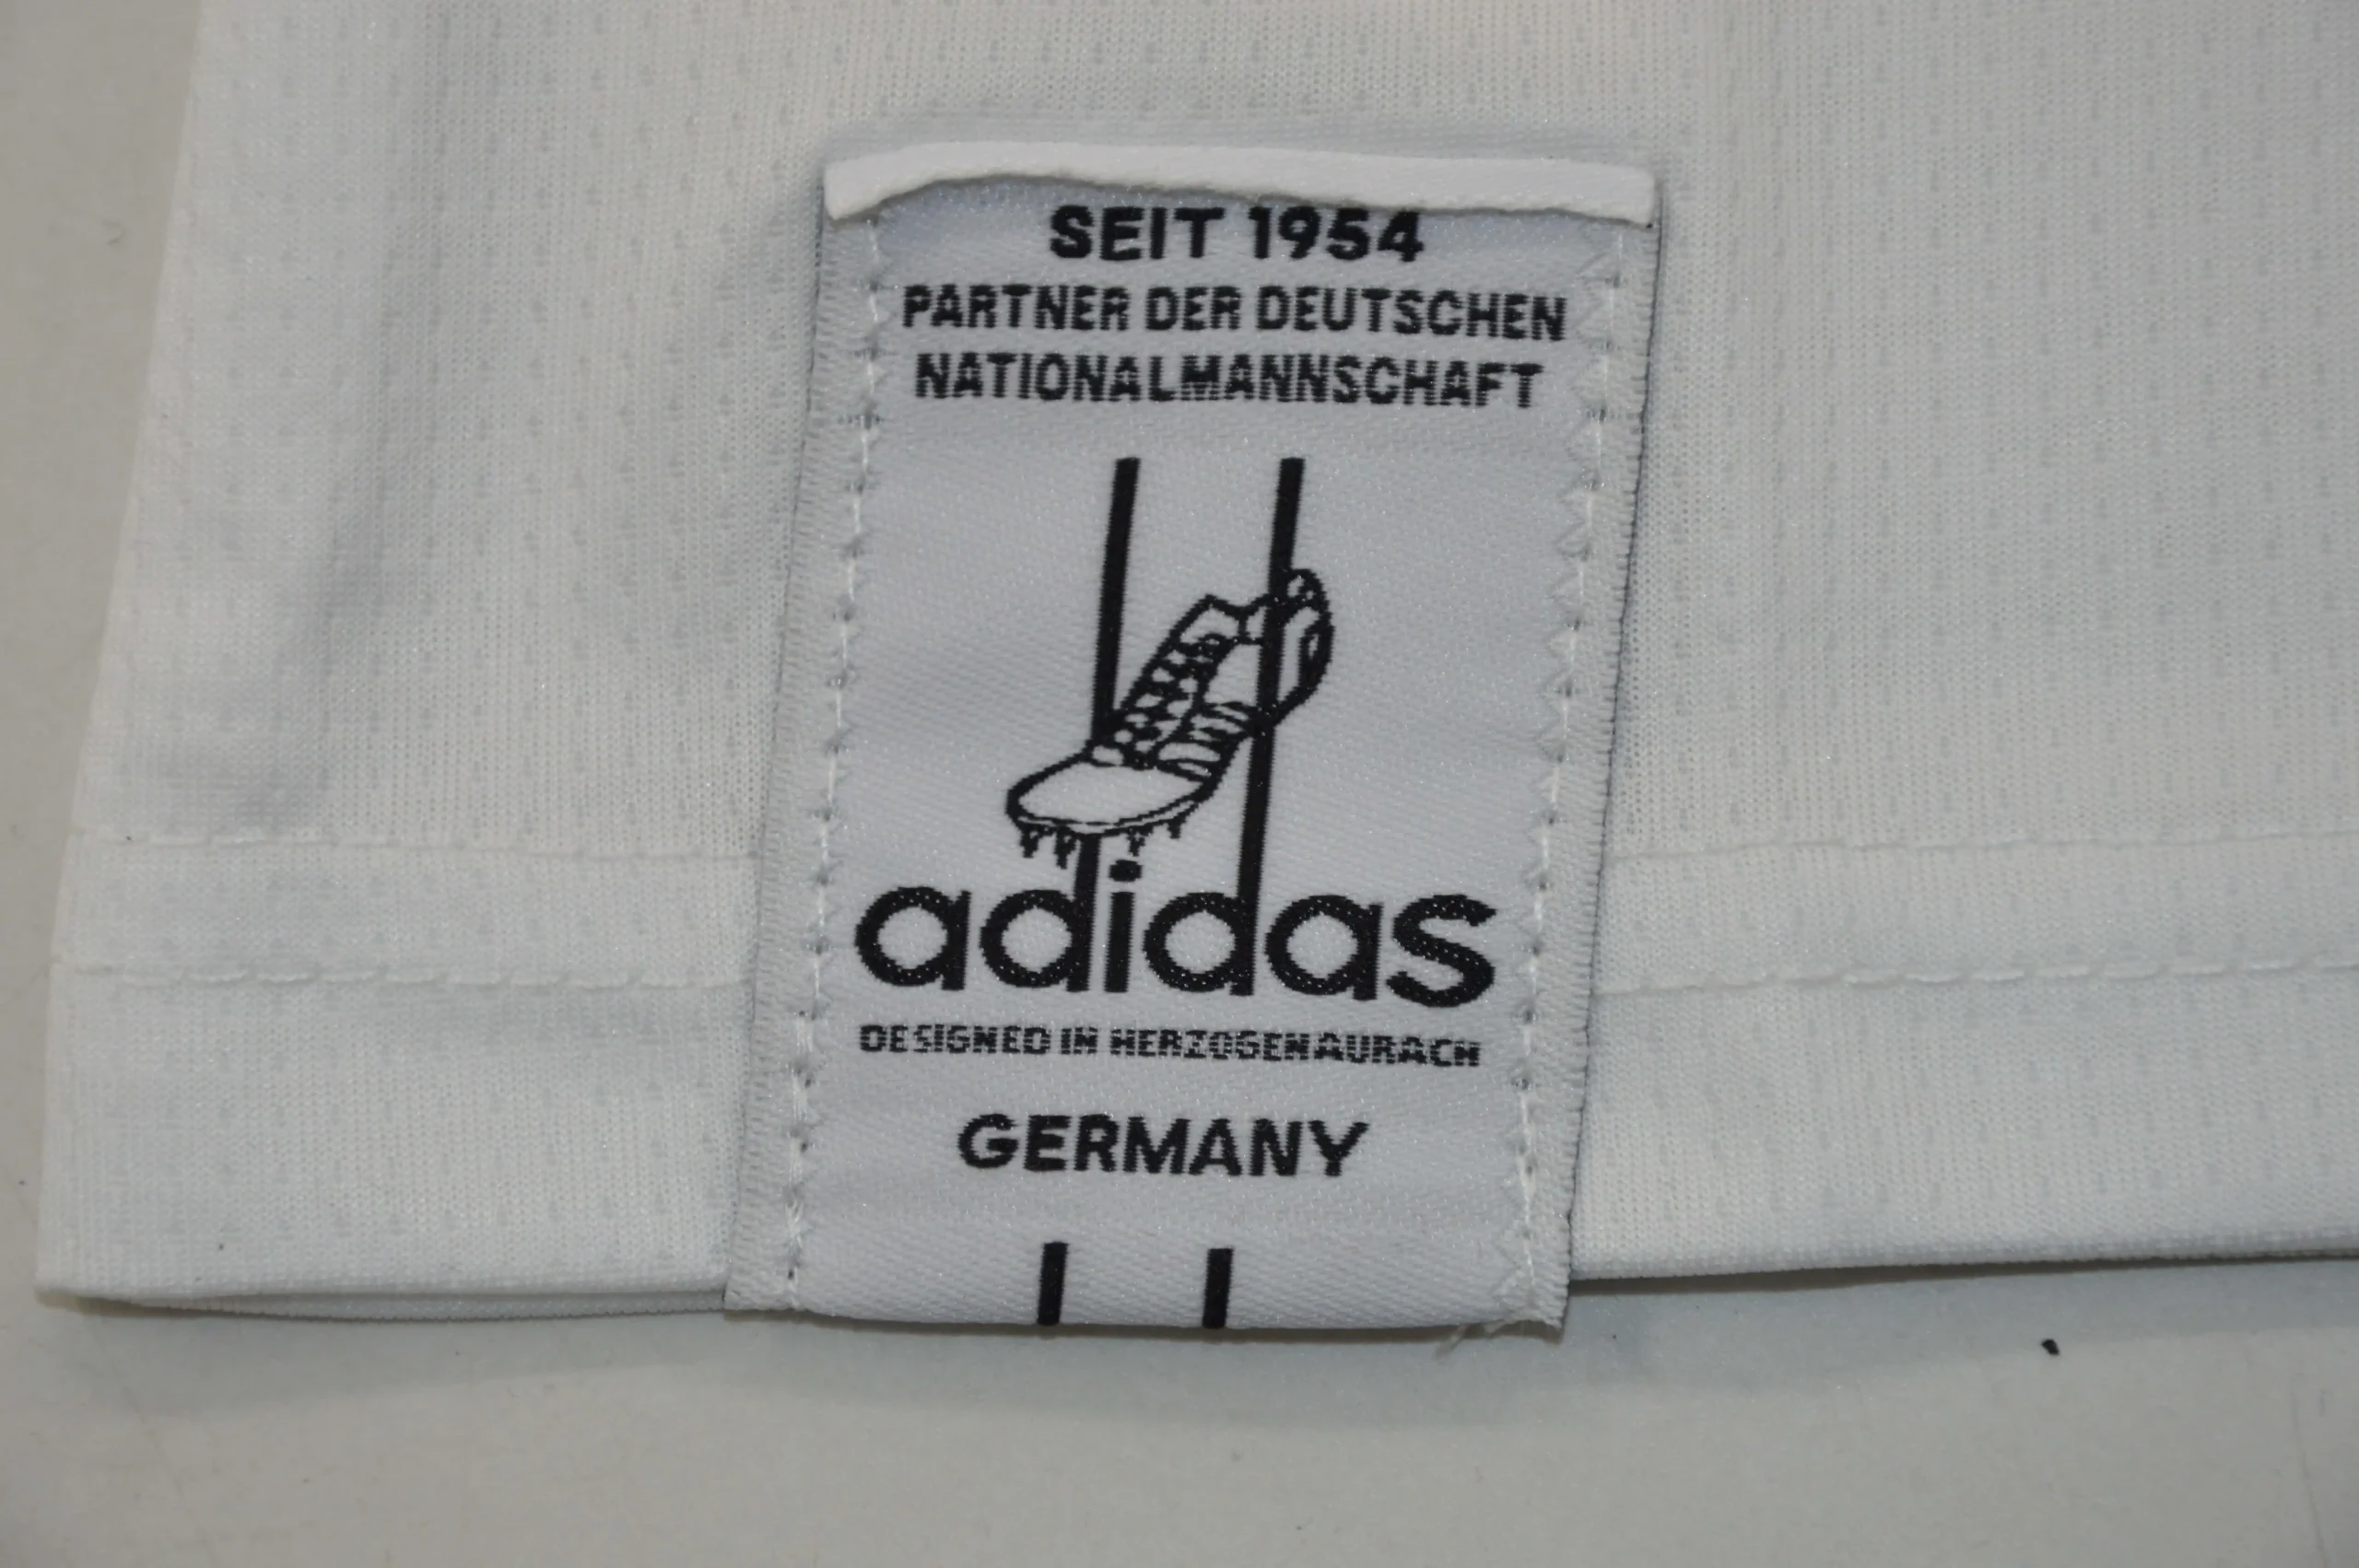 SEIT 1954
PARTNER DER DEUTSCHEN
NATIONALMANNSCHAFT
adidas
DESIGNED IN HERZOGENAURACH
GERMANY